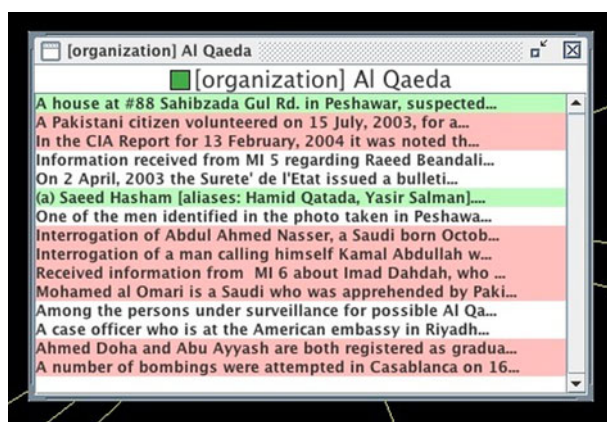 [organization] Al Qaeda
[organization] Al Qaeda
A house at #88 Sahibzada Gul Rd. in Peshawar, suspected...
A Pakistani citizen volunteered on 15 July, 2003, for a...
In the CIA Report for 13 February, 2004 it was noted th...
Information received from MI 5 regarding Raeed Beandali...
On 2 April, 2003 the Surete' de l'Etat issued a bulleti...
(a) Saeed Hasham [aliases: Hamid Qatada, Yasir Salman]....
One of the men identified in the photo taken in Peshawa...
Interrogation of Abdul Ahmed Nasser, a Saudi born Octob...
Interrogation of a man calling himself Kamal Abdullah w...
Received information from  MI 6 about Imad Dahdah, who ...
Mohamed al Omari is a Saudi who was apprehended by Paki...
Among the persons under surveillance for possible Al Qa...
A case officer who is at the American embassy in Riyadh...
Ahmed Doha and Abu Ayyash are both registered as gradua...
A number of bombings were attempted in Casablanca on 16...